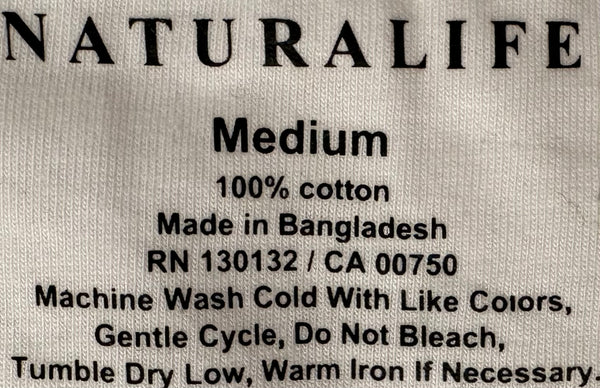 NATURALIFE
Medium
100% cotton
Made in Bangladesh
RN 130132 / CA 00750
Machine Wash Cold With Like Colors,
Gentle Cycle, Do Not Bleach,
Tumble Dry Low, Warm Iron If Necessary.